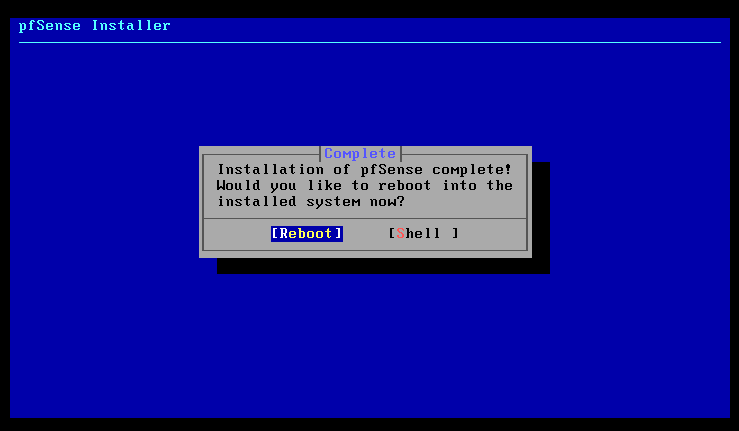 pfSense Installer
Complete
Installation of pfSense complete!
Would you like to reboot into the
installed system now?
[Reboot] [Shell ]